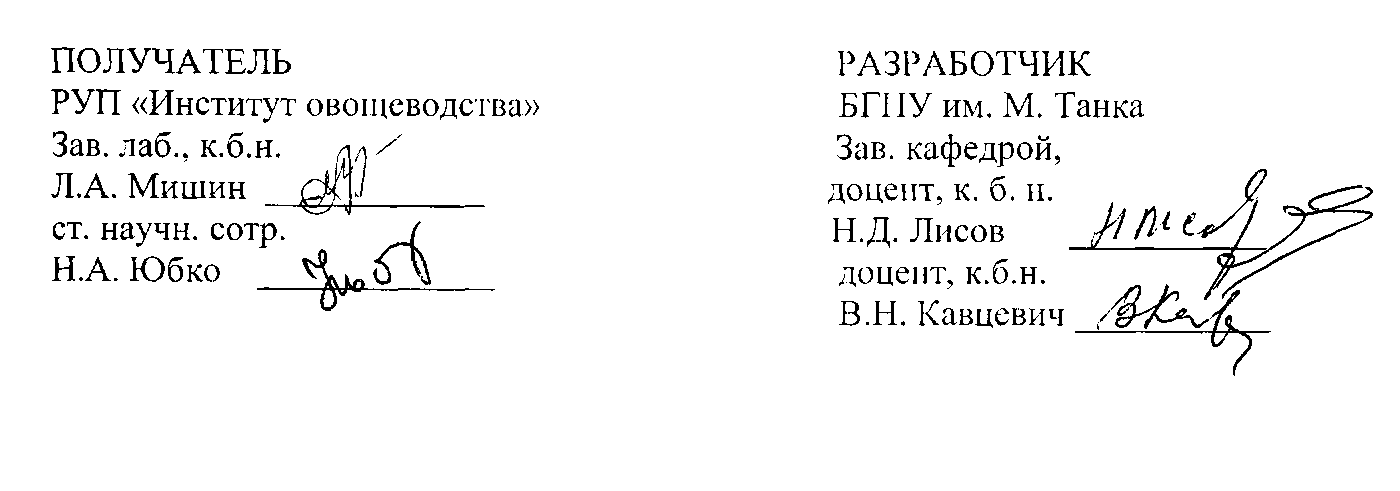 ПОЛУЧАТЕЛЬ
РУП «Институт овощеводства»
Зав. лаб., к.б.н.
Л.А. Мишин
ст. научн. сотр.
Н.А. Юбко
РАЗРАБОТЧИК
БГПУ им. М. Танка
Зав. кафедрой,
доцент, к. б. н.
Н.Д. Лисов
доцент, к.б.н.
В.Н. Кавцевич